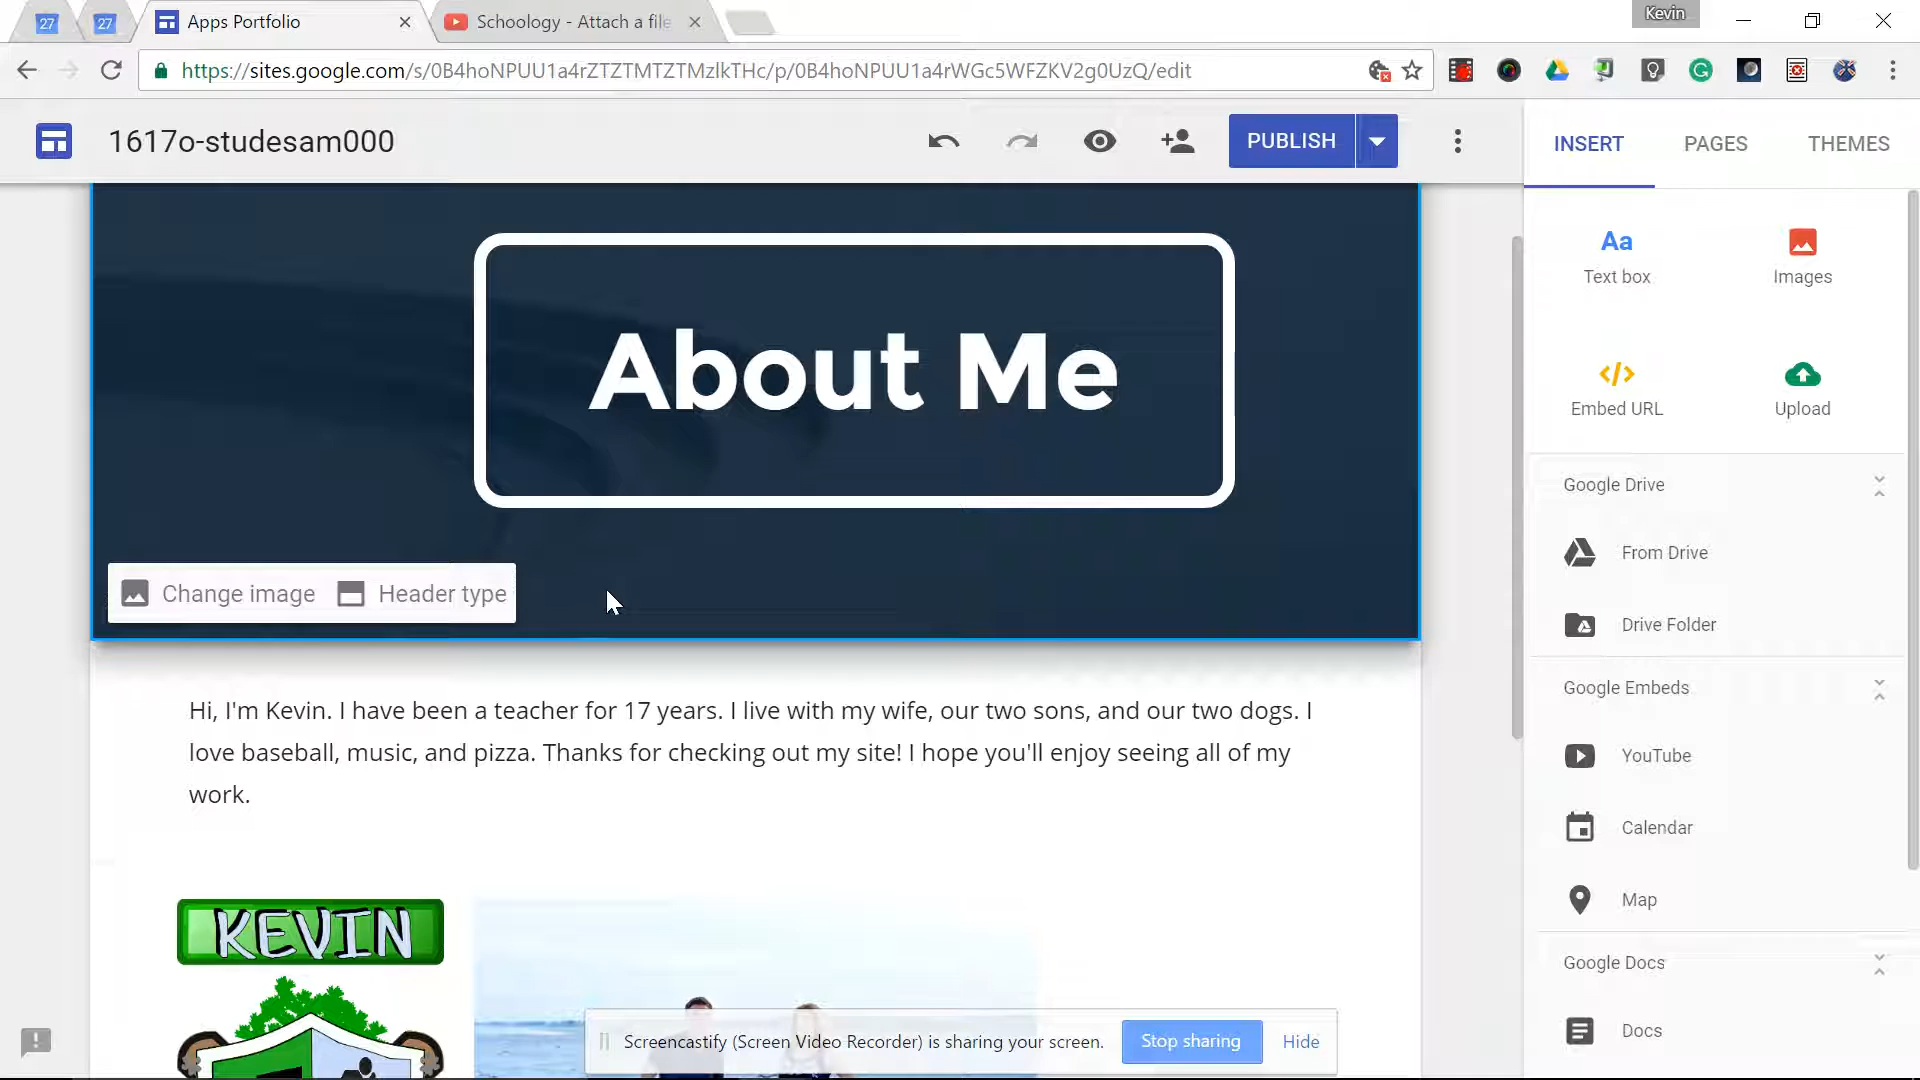 27
27
Apps Portfolio
Schoology - Attach a file
Kevin
https://sites.google.com/s/0B4hoNPUU1a4rZTZTMTZTMzlkTHc/p/0B4hoNPUU1a4rWGc5WFZKV2g0UzQ/edit
1617o-studesam000
PUBLISH
INSERT
PAGES
THEMES
Aa
Text box
Images
Embed URL
Upload
Google Drive
From Drive
Drive Folder
Google Embeds
YouTube
Calendar
Map
Google Docs
Docs
About Me
Change image
Header type
Hi, I'm Kevin. I have been a teacher for 17 years. I live with my wife, our two sons, and our two dogs. I
love baseball, music, and pizza. Thanks for checking out my site! I hope you'll enjoy seeing all of my
work.
KEVIN
Screencastify (Screen Video Recorder) is sharing your screen.
Stop sharing
Hide